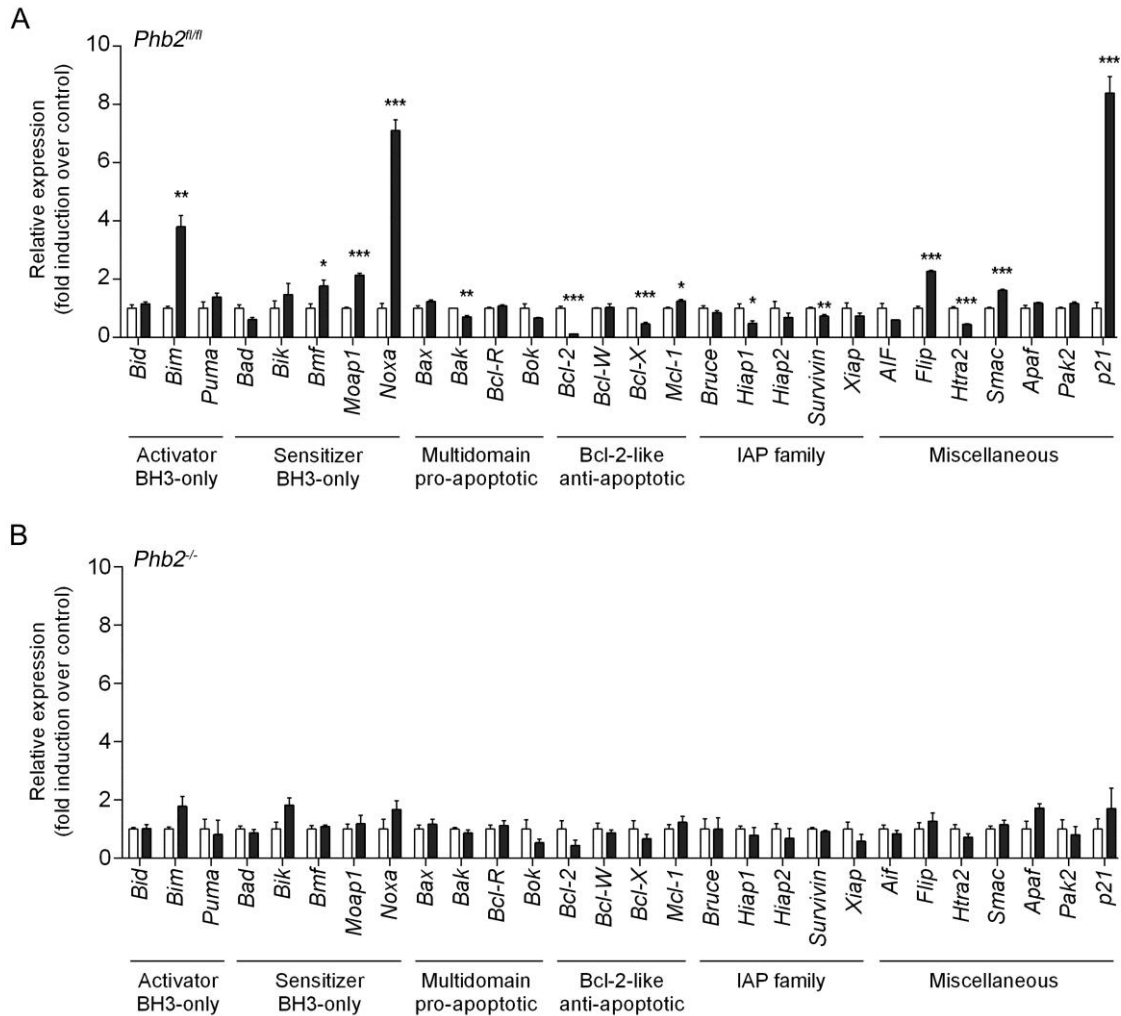 A
Phb2fl/fl
Relative expression
(fold induction over control)
10
8
6
4
2
0
** * *** *** ** *** *** * * ** *** *** *** ***
Bid Bim Puma Bad Bik Bmf Moap1 Noxa Bax Bak Bcl-R Bok Bcl-2 Bcl-W Bcl-X Mcl-1 Bruce Hiap1 Hiap2 Survivin Xiap AIF Flip Htra2 Smac Apaf Pak2 p21
Activator Sensitizer Multidomain Bcl-2-like IAP family Miscellaneous
BH3-only BH3-only pro-apoptotic anti-apoptotic
B
Phb2-/-
Relative expression
(fold induction over control)
10
8
6
4
2
0
Bid Bim Puma Bad Bik Bmf Moap1 Noxa Bax Bak Bcl-R Bok Bcl-2 Bcl-W Bcl-X Mcl-1 Bruce Hiap1 Hiap2 Survivin Xiap Aif Flip Htra2 Smac Apaf Pak2 p21
Activator Sensitizer Multidomain Bcl-2-like IAP family Miscellaneous
BH3-only BH3-only pro-apoptotic anti-apoptotic